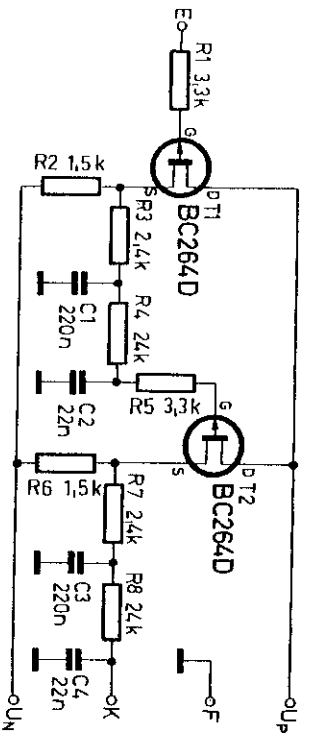 E
R1 3,3k
G
D
T1
S
BC264D
R2 1,5k
R3 2,4k
C1
220n
R4 24k
C2
22n
R5 3,3k
G
D
T2
S
BC264D
R6 1,5k
R7 2,4k
C3
220n
R8 24k
C4
22n
UP
F
K
UN